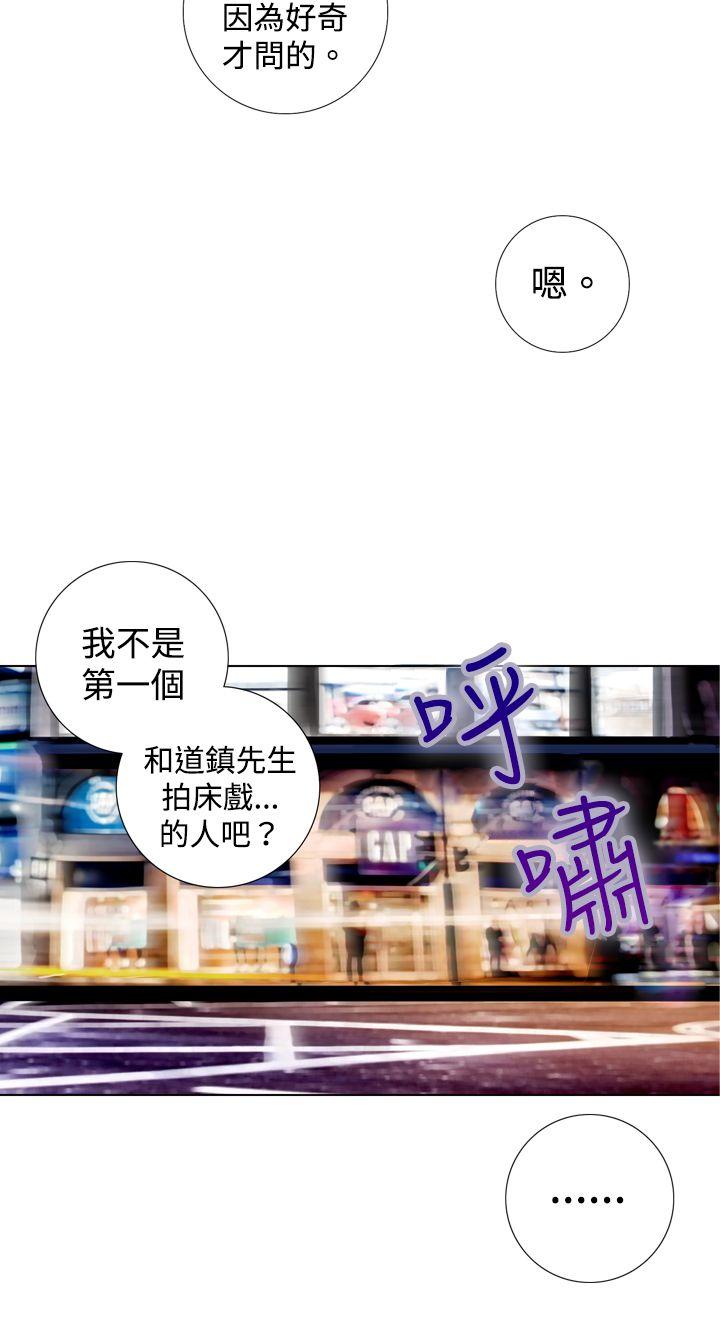 因為好奇
才問的。
嗯。
我不是
第一個
和道鎮先生
拍床戲...
的人吧？
呼
嘯
GAP
......